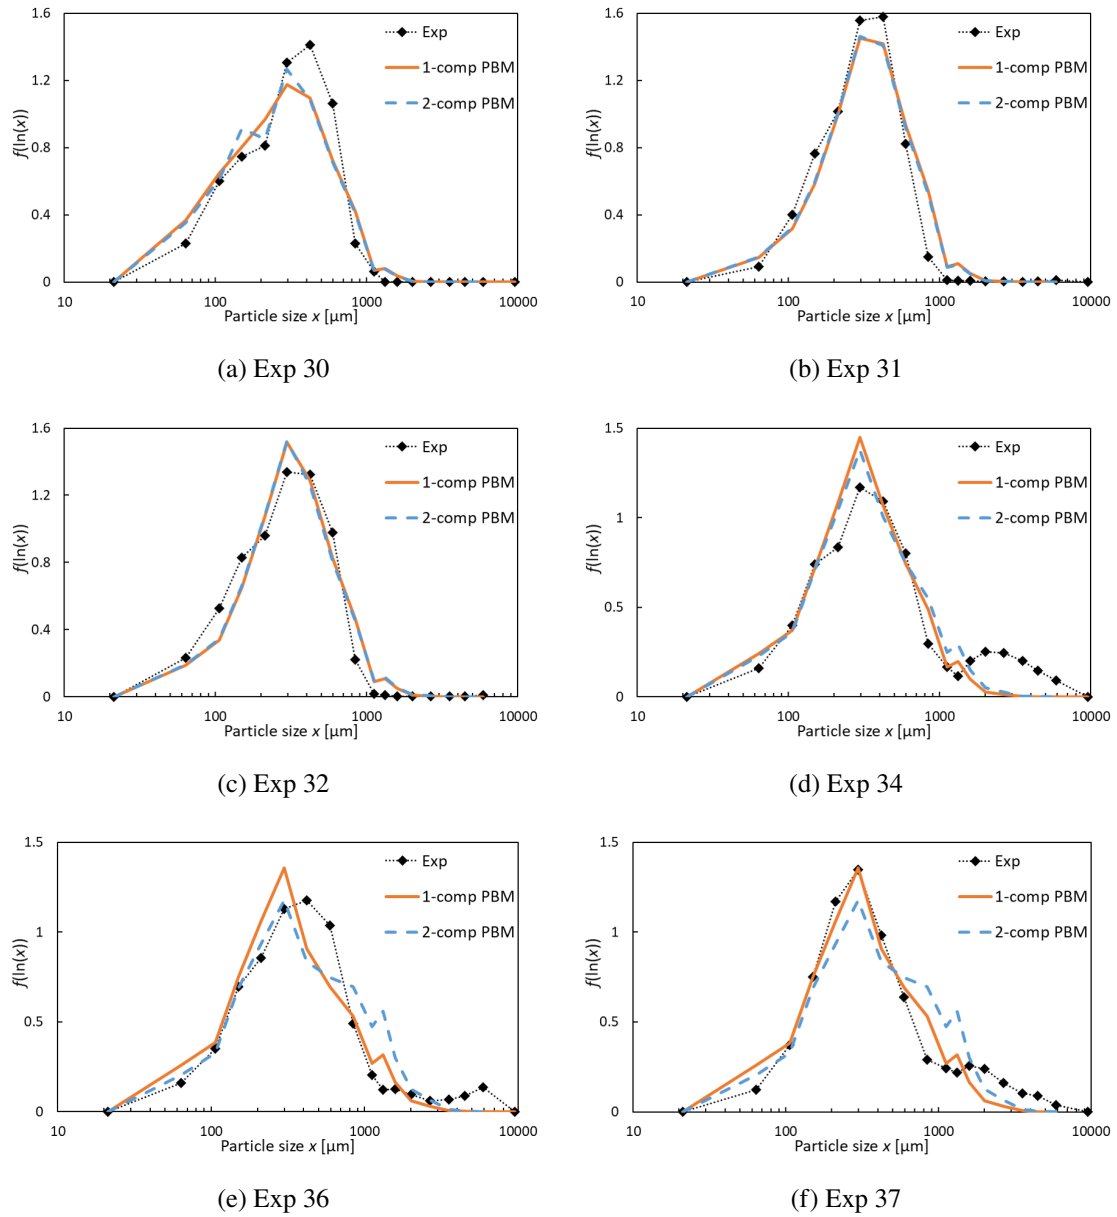 1.6
1.2
0.8
0.4
0
f(ln(x))
10
100
1000
10000
Particle size x [µm]
Exp
1-comp PBM
2-comp PBM
(a) Exp 30
1.6
1.2
0.8
0.4
0
f(ln(x))
10
100
1000
10000
Particle size x [µm]
Exp
1-comp PBM
2-comp PBM
(b) Exp 31
1.6
1.2
0.8
0.4
0
f(ln(x))
10
100
1000
10000
Particle size x [µm]
Exp
1-comp PBM
2-comp PBM
(c) Exp 32
1.5
1
0.5
0
f(ln(x))
10
100
1000
10000
Particle size x [µm]
Exp
1-comp PBM
2-comp PBM
(d) Exp 34
1.5
1
0.5
0
f(ln(x))
10
100
1000
10000
Particle size x [µm]
Exp
1-comp PBM
2-comp PBM
(e) Exp 36
1.5
1
0.5
0
f(ln(x))
10
100
1000
10000
Particle size x [µm]
Exp
1-comp PBM
2-comp PBM
(f) Exp 37